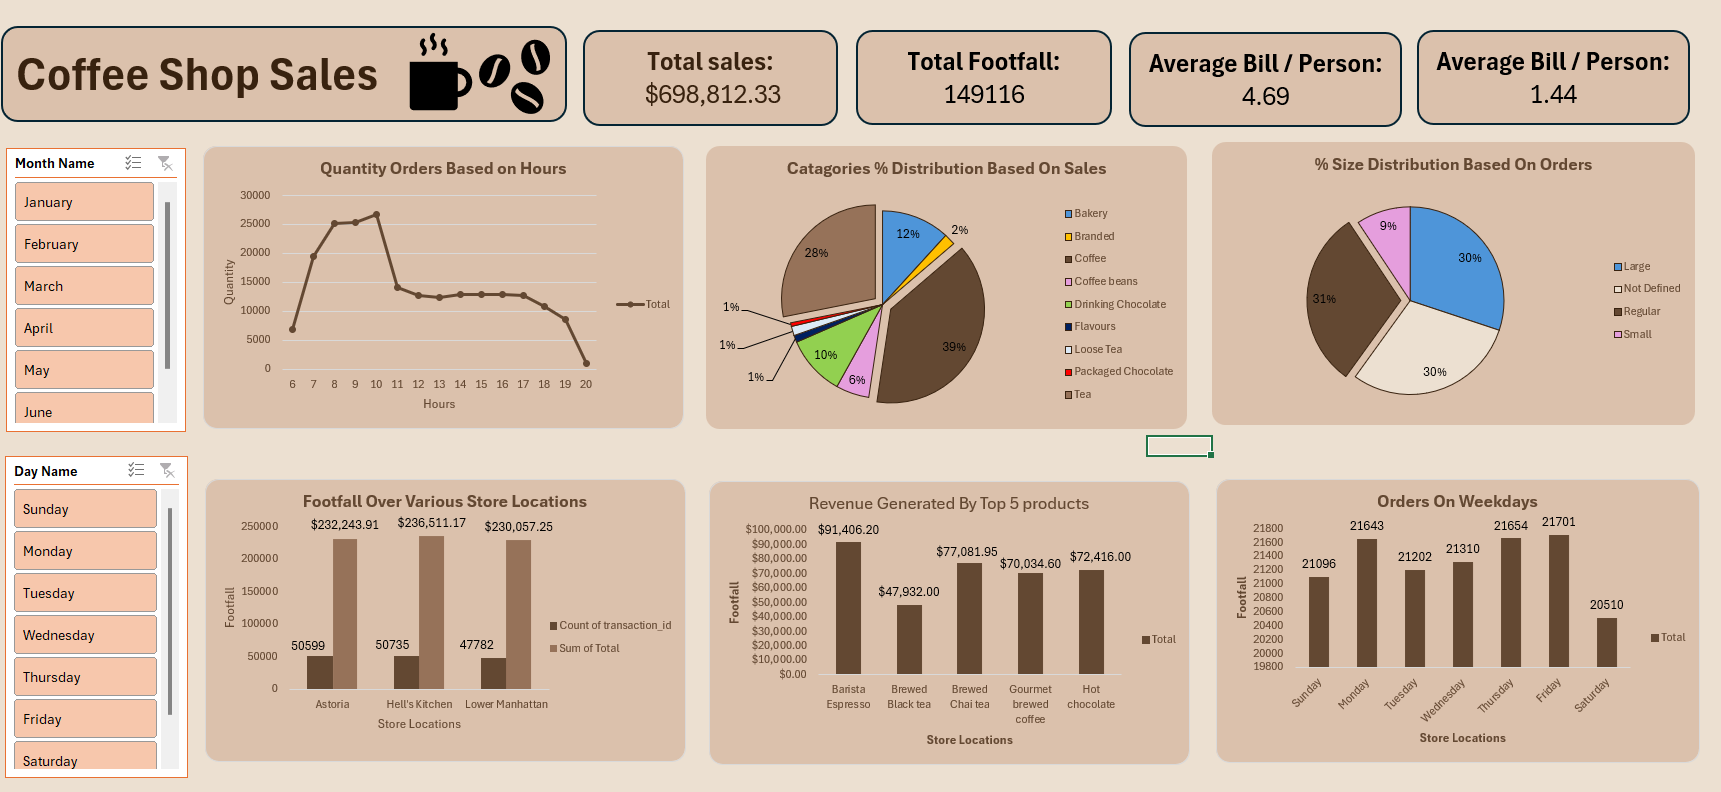 Coffee Shop Sales
Total sales:
$698,812.33
Total Footfall:
149116
Average Bill / Person:
4.69
Average Bill / Person:
1.44
Month Name
January
February
March
April
May
June
Quantity Orders Based on Hours
30000
25000
20000
15000
10000
5000
0
Quantity
6 7 8 9 10 11 12 13 14 15 16 17 18 19 20
Hours
Total
Catagories % Distribution Based On Sales
12%
2%
39%
6%
10%
1%
1%
1%
28%
Bakery
Branded
Coffee
Coffee beans
Drinking Chocolate
Flavours
Loose Tea
Packaged Chocolate
Tea
% Size Distribution Based On Orders
30%
30%
31%
9%
Large
Not Defined
Regular
Small
Day Name
Sunday
Monday
Tuesday
Wednesday
Thursday
Friday
Saturday
Footfall Over Various Store Locations
250000
200000
150000
100000
50000
0
Footfall
$232,243.91 $236,511.17 $230,057.25
50599 50735 47782
Astoria Hell's Kitchen Lower Manhattan
Store Locations
Count of transaction_id
Sum of Total
Revenue Generated By Top 5 products
$100,000.00
$90,000.00
$80,000.00
$70,000.00
$60,000.00
$50,000.00
$40,000.00
$30,000.00
$20,000.00
$10,000.00
$0.00
Footfall
$91,406.20
$47,932.00
$77,081.95
$70,034.60
$72,416.00
Barista
Espresso
Brewed
Black tea
Brewed
Chai tea
Gourmet
brewed
coffee
Hot
chocolate
Store Locations
Total
Orders On Weekdays
21800
21600
21400
21200
21000
20800
20600
20400
20200
20000
19800
Footfall
21096
21643
21202
21310
21654
21701
20510
Sunday
Monday
Tuesday
Wednesday
Thursday
Friday
Saturday
Store Locations
Total